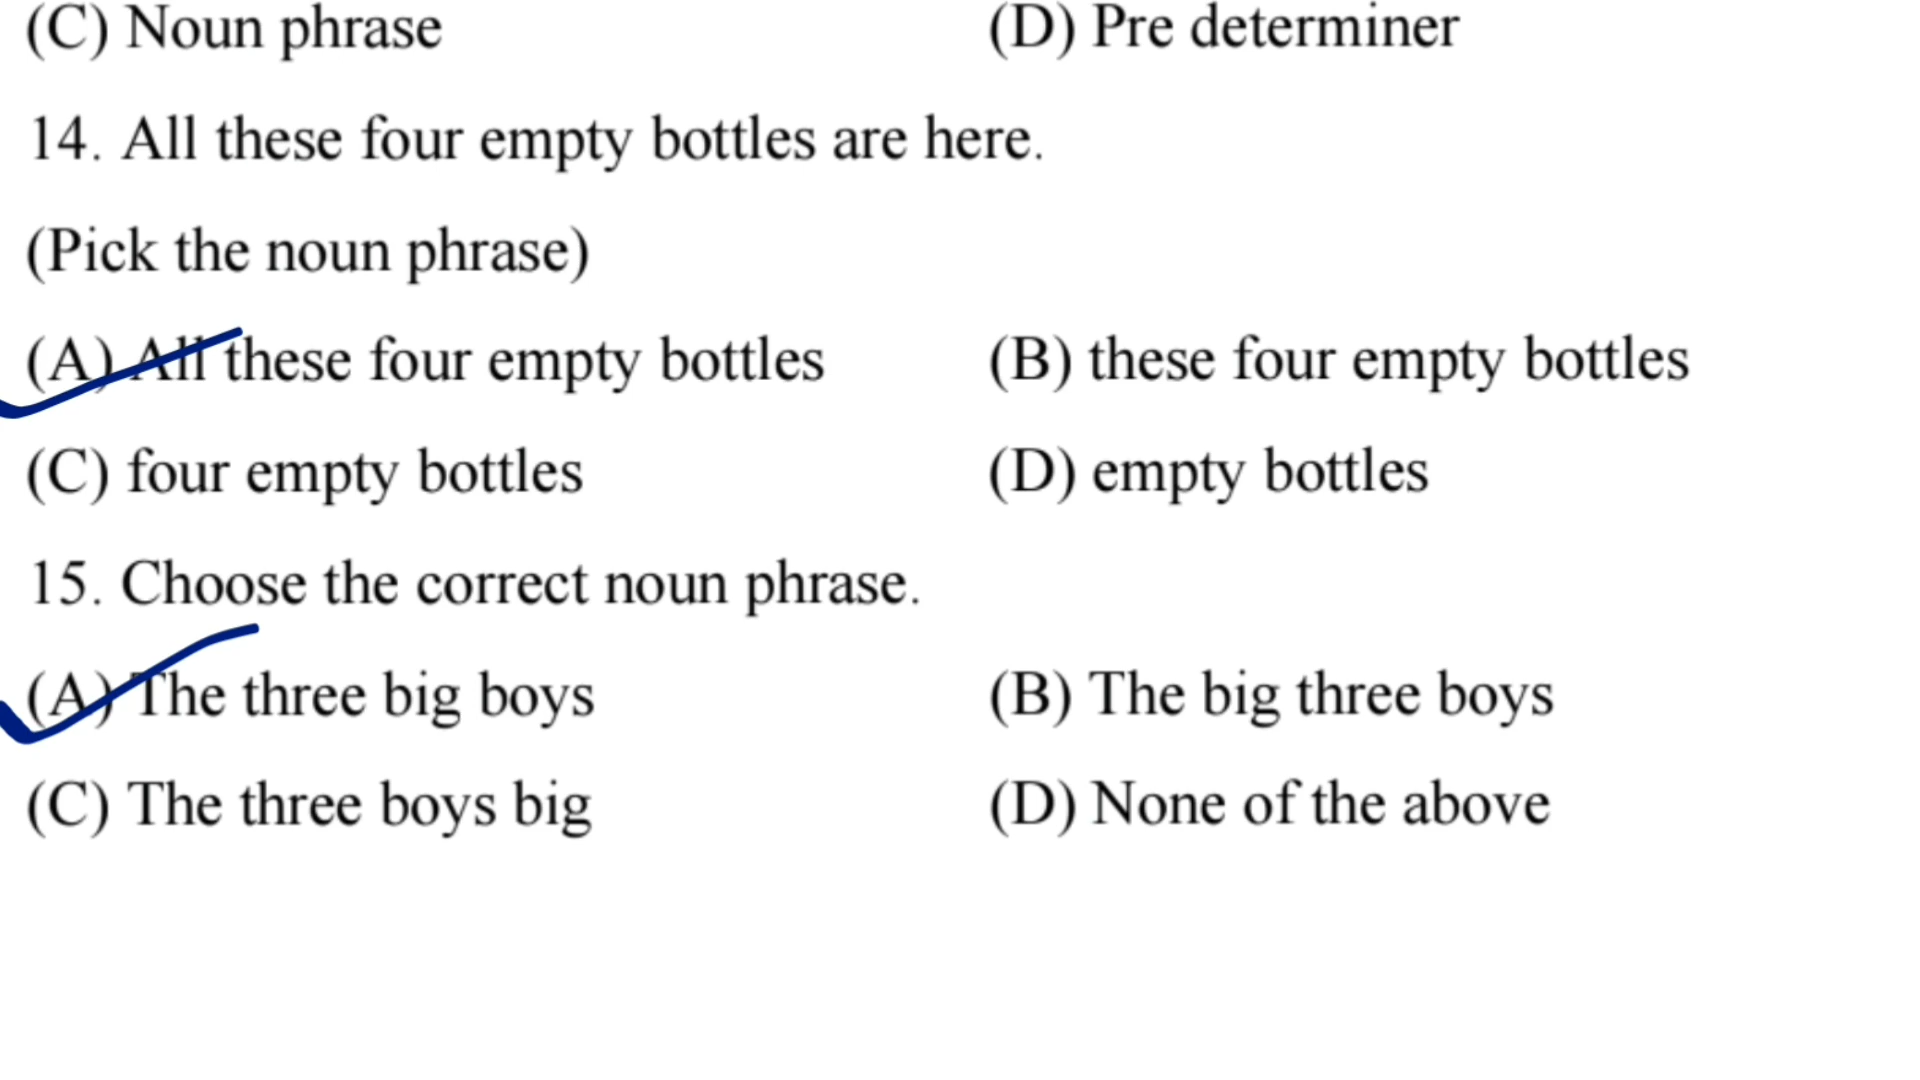 (C) Noun phrase (D) Pre determiner
14. All these four empty bottles are here.
(Pick the noun phrase)
(A) All these four empty bottles (B) these four empty bottles
(C) four empty bottles (D) empty bottles
15. Choose the correct noun phrase.
(A) The three big boys (B) The big three boys
(C) The three boys big (D) None of the above